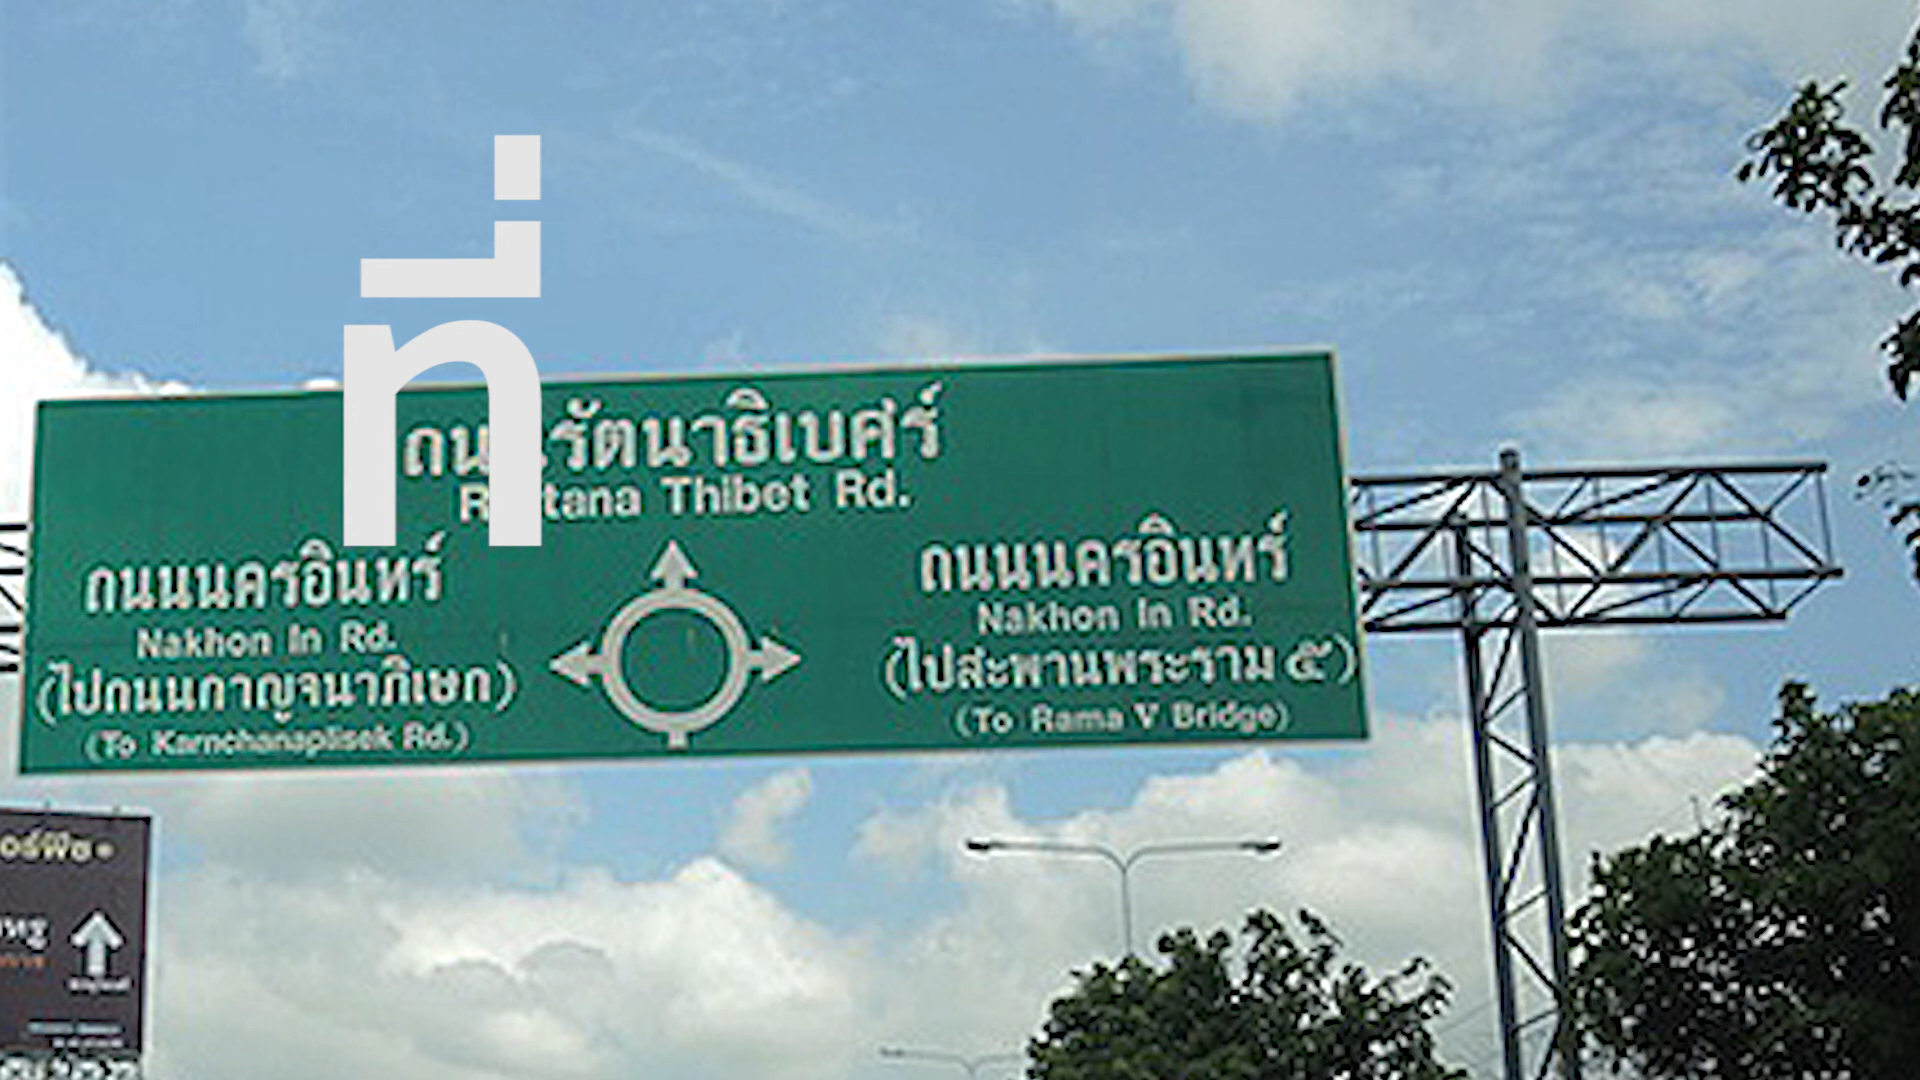 ที่
ถนนรัตนาธิเบศร์
Rattana Thibet Rd.
ถนนนครอินทร์
Nakhon In Rd.
(ไปถนนกาญจนาภิเษก)
(To Karnchanaplisek Rd.)
ถนนนครอินทร์
Nakhon In Rd.
(ไปสะพานพระราม ๕)
(To Rama V Bridge)